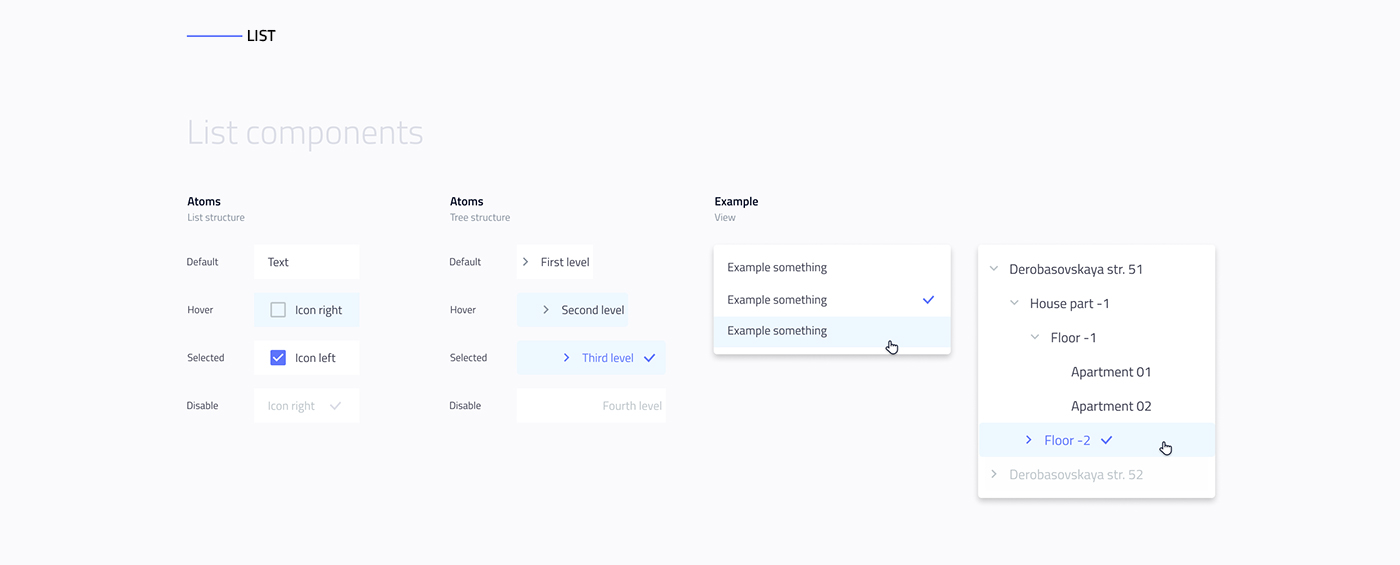 LIST
List components
Atoms
List structure
Default
Text
Hover
Icon right
Selected
Icon left
Disable
Icon right
Atoms
Tree structure
Default
First level
Hover
Second level
Selected
Third level
Disable
Fourth level
Example
View
Example something
Example something
Example something
Derobasovskaya str. 51
House part -1
Floor -1
Apartment 01
Apartment 02
Floor -2
Derobasovskaya str. 52